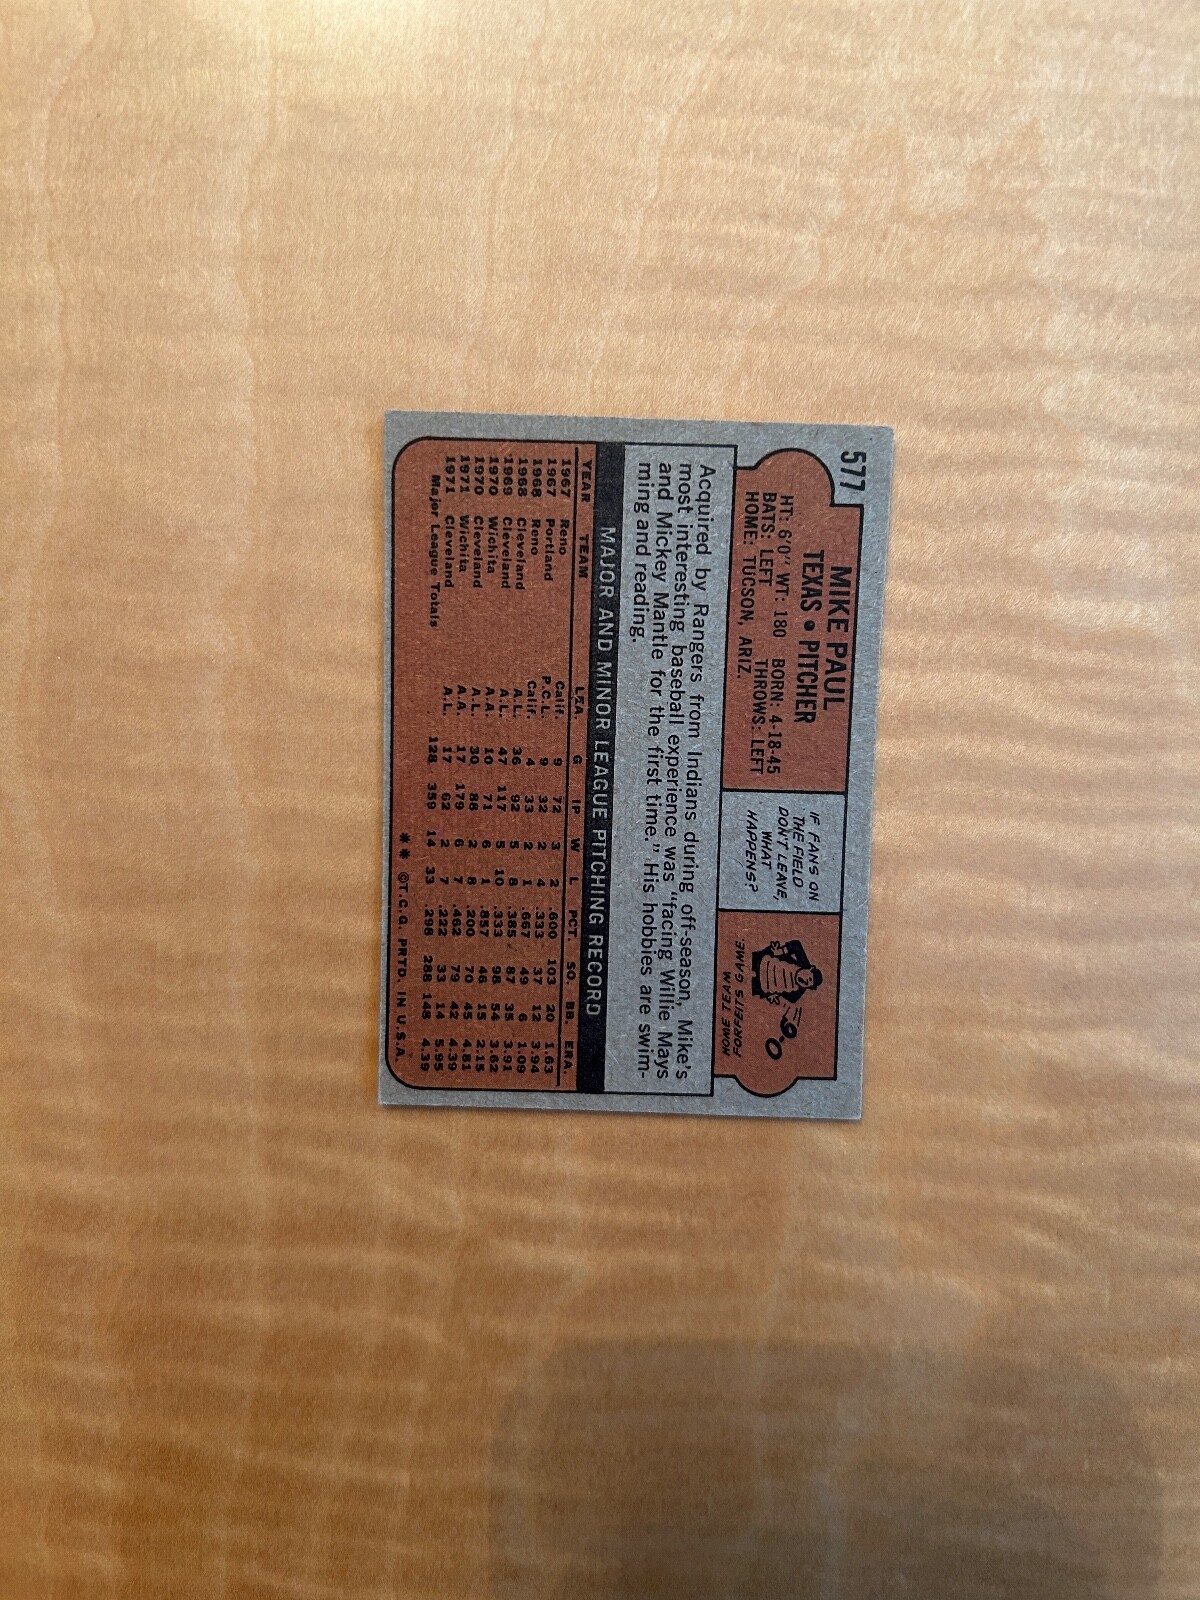 577
MIKE PAUL
TEXAS • PITCHER
HT: 6'0" WT: 180 BORN: 4-18-45
BATS: LEFT THROWS: LEFT
HOME: TUCSON, ARIZ.
IF FANS ON
THE FIELD
DON'T LEAVE,
WHAT
HAPPENS?
9-0
HOME TEAM
FORFEITS GAME
Acquired by Rangers from Indians during off-season, Mike's
most interesting baseball experience was "facing Willie Mays
and Mickey Mantle for the first time." His hobbies are swim-
ming and reading.
MAJOR AND MINOR LEAGUE PITCHING RECORD
YEAR TEAM LEA. G IP W L PCT. SO. BB. ERA.
1967 Reno Calif. 9 72 3 2 .600 103 20 1.63
1967 Portland P.C.L. 9 32 2 4 .333 37 12 3.94
1968 Reno Calif. 4 33 2 1 .667 49 6 1.09
1968 Cleveland A.L. 36 92 5 8 .385 87 35 3.91
1969 Cleveland A.L. 47 117 5 10 .333 98 54 3.62
1970 Wichita A.A. 10 71 6 1 .857 46 15 2.15
1970 Cleveland A.L. 30 88 2 8 .200 70 45 4.81
1971 Wichita A.A. 17 179 6 7 .462 79 42 4.39
1971 Cleveland A.L. 17 62 2 7 .222 33 14 5.95
Major League Totals 128 359 14 33 .298 288 148 4.39
** ©T.C.G. PRTD. IN U.S.A.